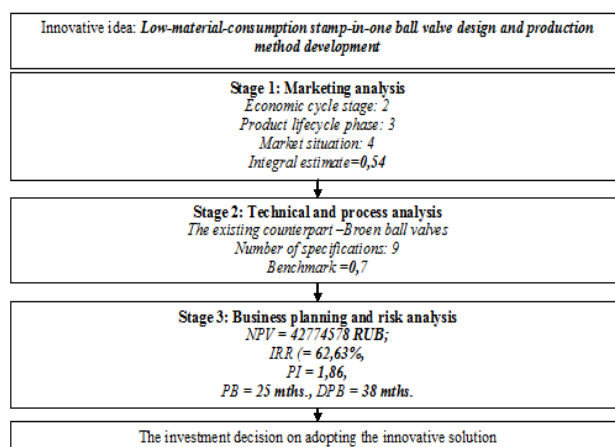 Innovative idea: Low-material-consumption stamp-in-one ball valve design and production
method development
Stage 1: Marketing analysis
Economic cycle stage: 2
Product lifecycle phase: 3
Market situation: 4
Integral estimate=0,54
Stage 2: Technical and process analysis
The existing counterpart –Broen ball valves
Number of specifications: 9
Benchmark =0,7
Stage 3: Business planning and risk analysis
NPV = 42774578 RUB;
IRR (= 62,63%,
PI = 1,86,
PB = 25 mths., DPB = 38 mths.
The investment decision on adopting the innovative solution